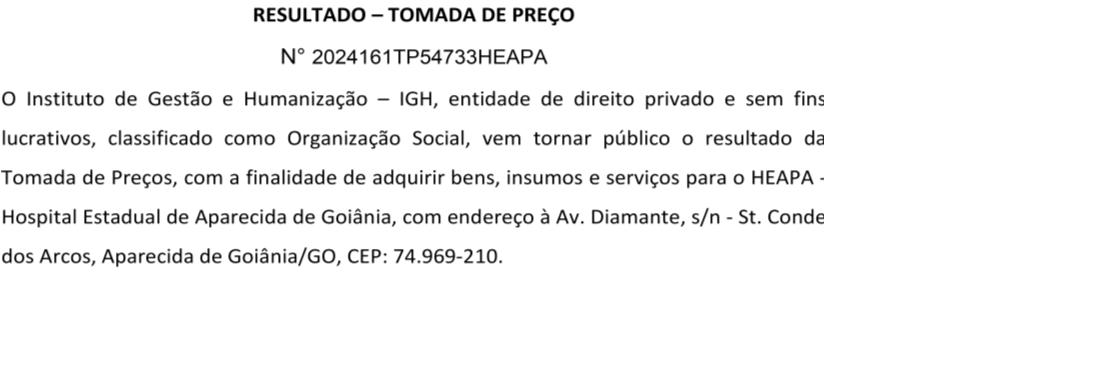 RESULTADO – TOMADA DE PREÇO
N° 2024161TP54733HEAPA
O Instituto de Gestão e Humanização – IGH, entidade de direito privado e sem fins
lucrativos, classificado como Organização Social, vem tornar público o resultado da
Tomada de Preços, com a finalidade de adquirir bens, insumos e serviços para o HEAPA -
Hospital Estadual de Aparecida de Goiânia, com endereço à Av. Diamante, s/n - St. Conde
dos Arcos, Aparecida de Goiânia/GO, CEP: 74.969-210.